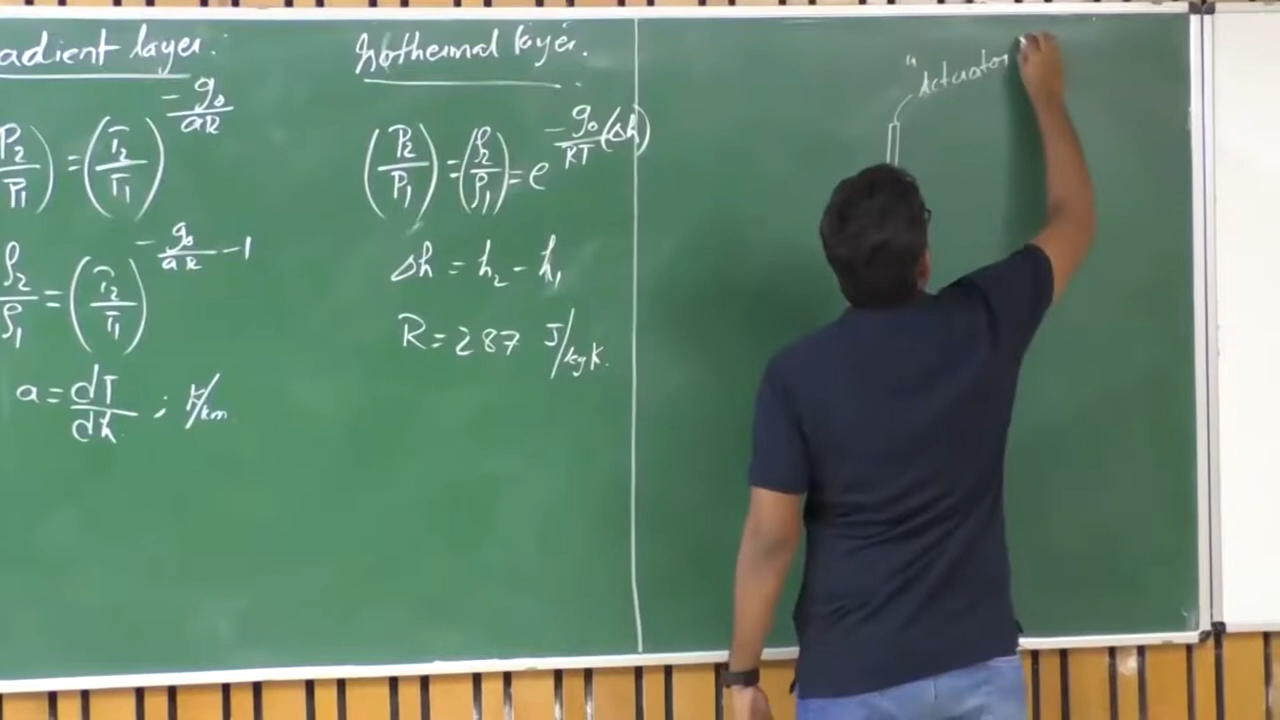 adient layer:
P₂/P₁) = (T₂/T₁)^(-g₀/aR)
ρ₂/ρ₁ = (T₂/T₁)^(-g₀/aR - 1)
a = dT/dh ; K/km
Isothermal layer.
(P₂/P₁) = (ρ₂/ρ₁) = e^(-g₀/RT (Δh))
Δh = h₂ - h₁
R = 287 J/kg K.
"Actuator